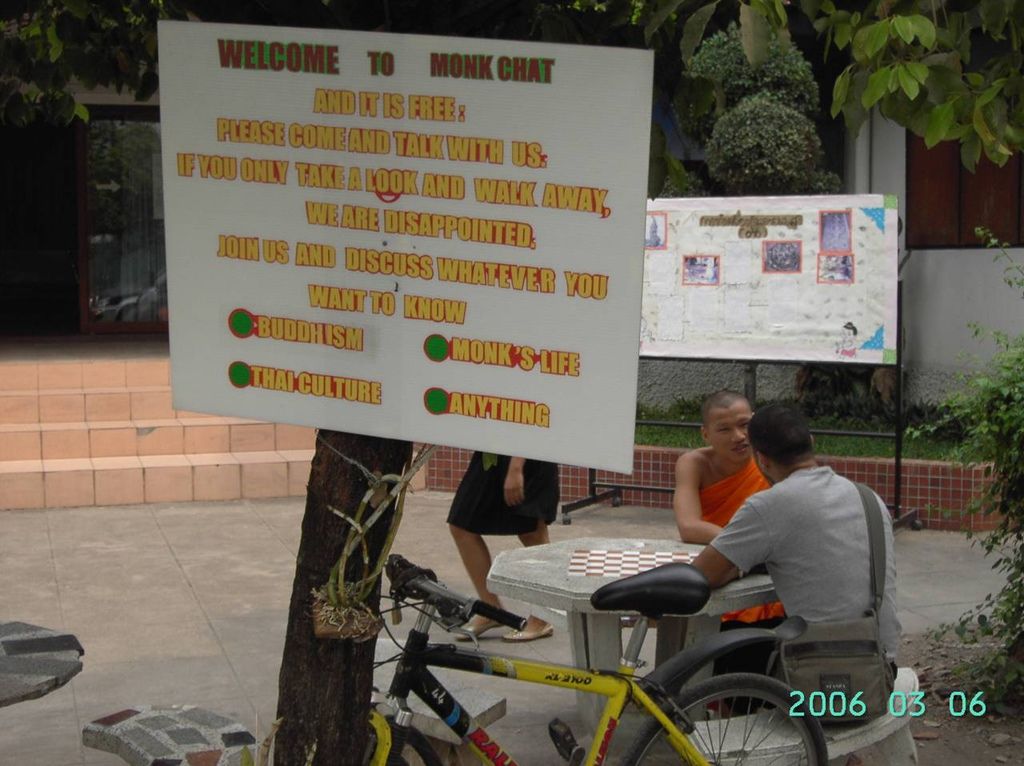 WELCOME TO MONK CHAT
AND IT IS FREE :
PLEASE COME AND TALK WITH US:
IF YOU ONLY TAKE A LOOK AND WALK AWAY,
WE ARE DISAPPOINTED.
JOIN US AND DISCUSS WHATEVER YOU
WANT TO KNOW
BUDDHISM
MONK'S LIFE
THAI CULTURE
ANYTHING
XL 2100
2006 03 06